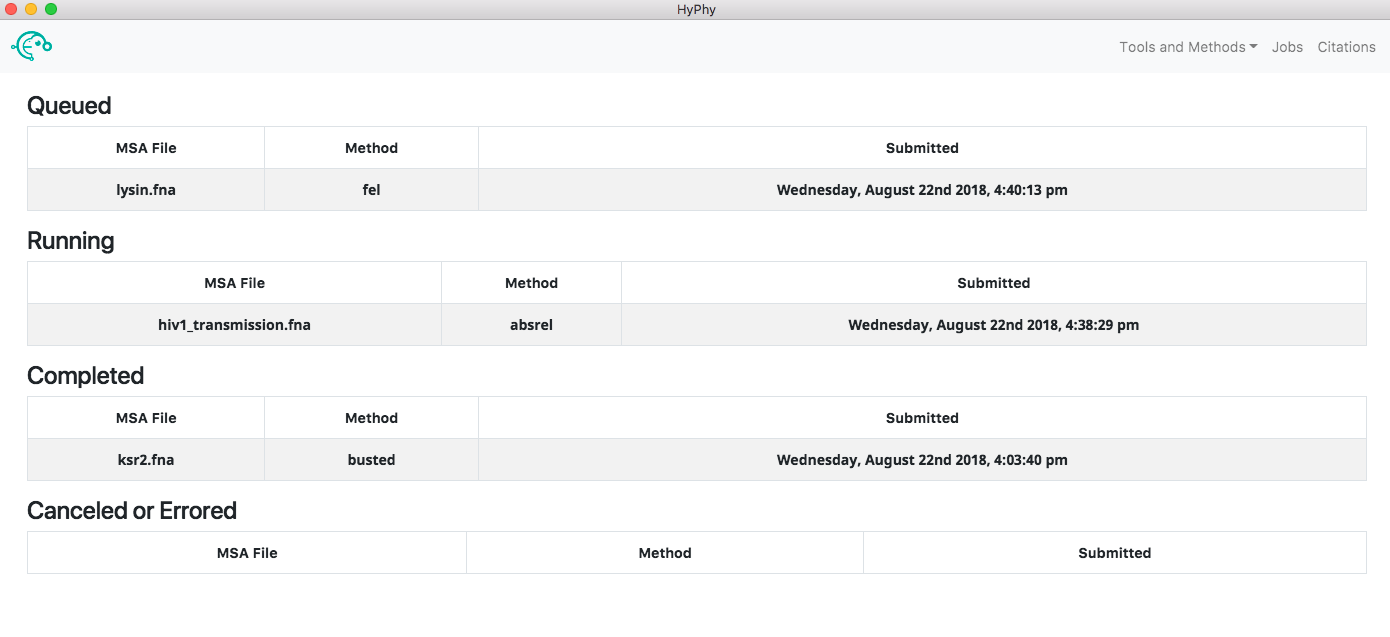 HyPhy
Tools and Methods Jobs Citations
Queued
MSA File Method Submitted
lysin.fna fel Wednesday, August 22nd 2018, 4:40:13 pm
Running
MSA File Method Submitted
hiv1_transmission.fna absrel Wednesday, August 22nd 2018, 4:38:29 pm
Completed
MSA File Method Submitted
ksr2.fna busted Wednesday, August 22nd 2018, 4:03:40 pm
Canceled or Errored
MSA File Method Submitted